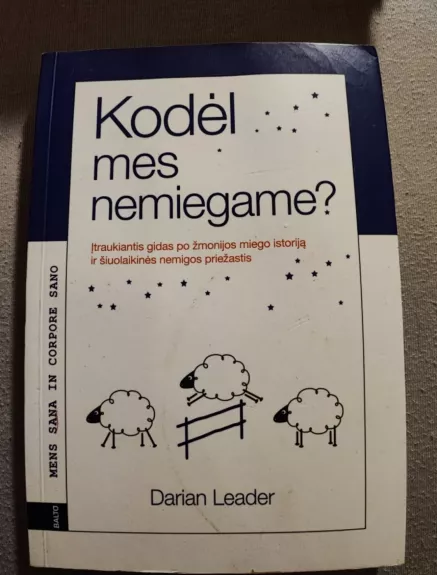 Kodėl
mes
nemiegame?
Įtraukiantis gidas po žmonijos miego istoriją
ir šiuolaikinės nemigos priežastis
MENS SANA IN CORPORE SANO
Darian Leader
BALTO